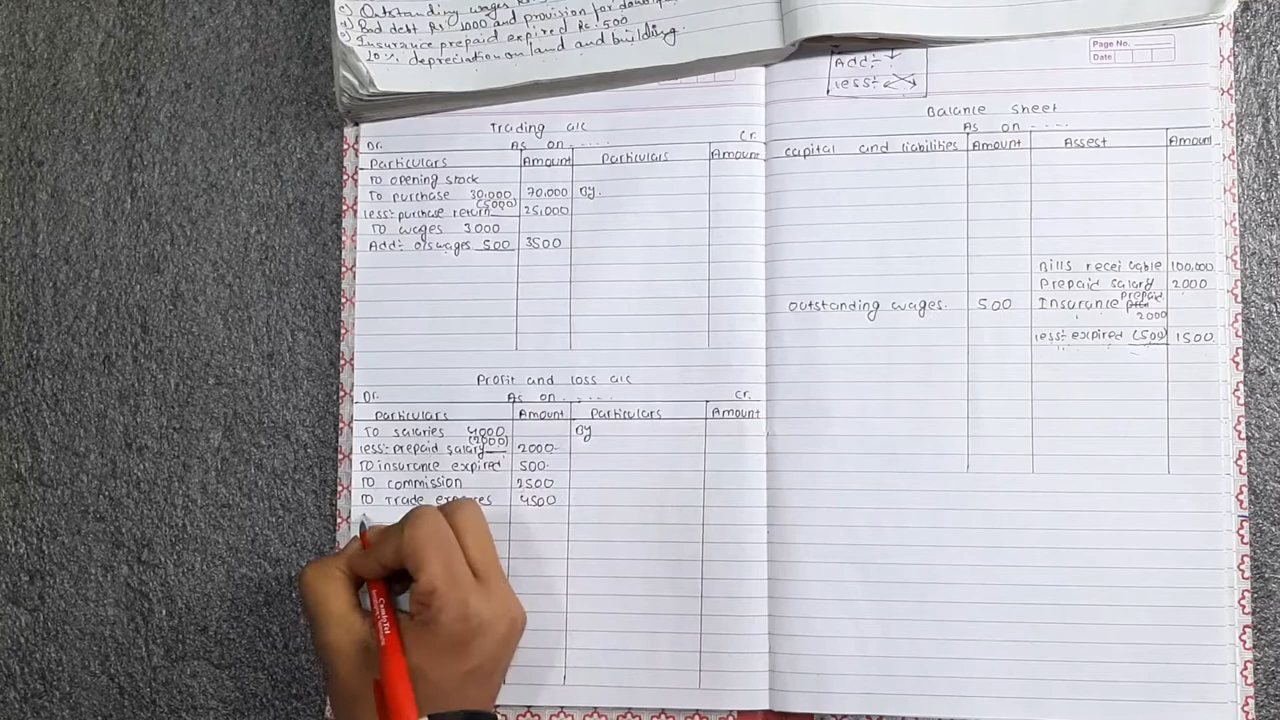 c) Outstanding wages
d) Bad debt Rs. 1000 and provision for
e) Insurance prepaid expired Rs. 500
10% depreciation on land and building.
Trading a/c
Dr. As on ..... Cr.
Particulars Amount Particulars Amount
To opening stock
To purchase 30,000 70,000 By.
(5000)
less:- purchase return 25,000
To wages 3000
Add:- o/s wages 500 3500
Profit and loss a/c
Dr. As on ..... Cr.
Particulars Amount Particulars Amount
To salaries 4000 By
(2000)
less:- prepaid salary 2000
To insurance expired 500
To commission 2500
To Trade 4500
Page No.
Date
Add:-
less:-
Balance sheet
As on .....
capital and liabilities Amount Assest Amount
Bills receivable 100,000
Prepaid salary 2000
prepaid
outstanding wages. 500 Insurance
2000
less:- expired (500) 1500
CamloTel